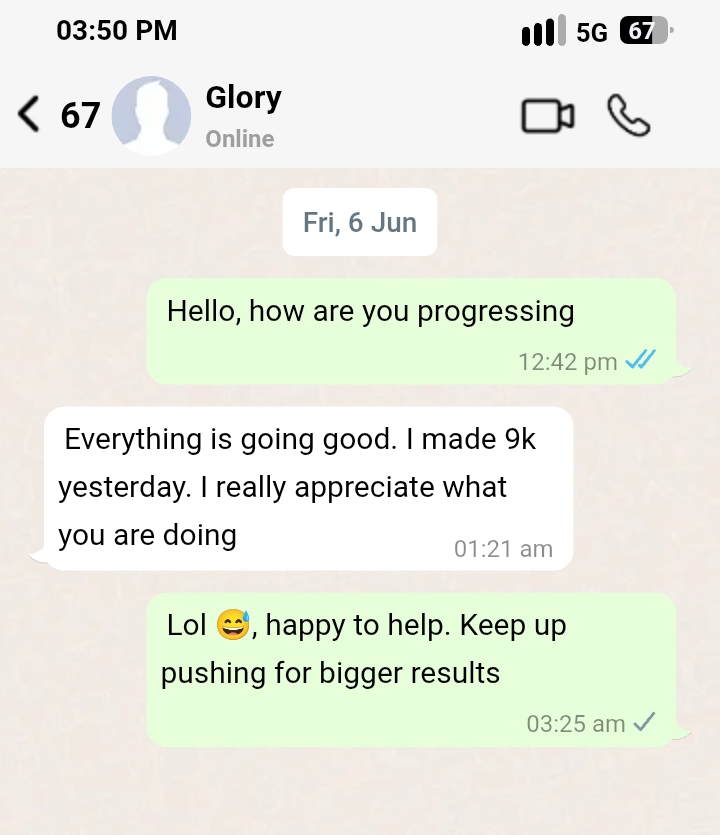 03:50 PM 5G 67
67 Glory
Online
Fri, 6 Jun
Hello, how are you progressing
12:42 pm
Everything is going good. I made 9k
yesterday. I really appreciate what
you are doing
01:21 am
Lol 😅, happy to help. Keep up
pushing for bigger results
03:25 am